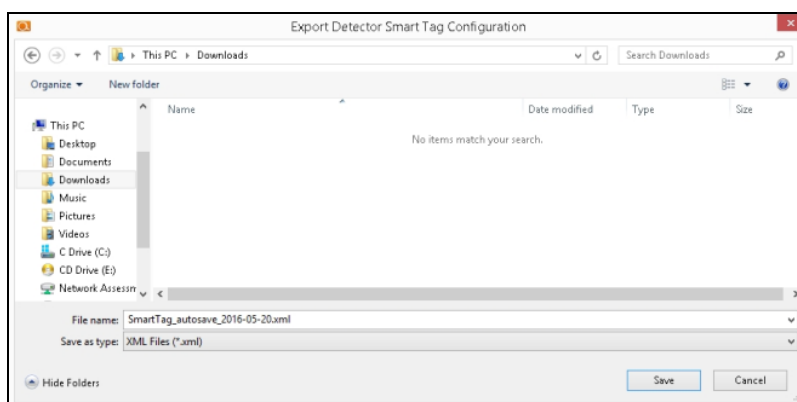 Export Detector Smart Tag Configuration
This PC Downloads
Search Downloads
Organize New folder
Name Date modified Type Size
No items match your search.
This PC
Desktop
Documents
Downloads
Music
Pictures
Videos
C Drive (C:)
CD Drive (E:)
Network Assessm
File name: SmartTag_autosave_2016-05-20.xml
Save as type: XML Files (*.xml)
Hide Folders
Save Cancel